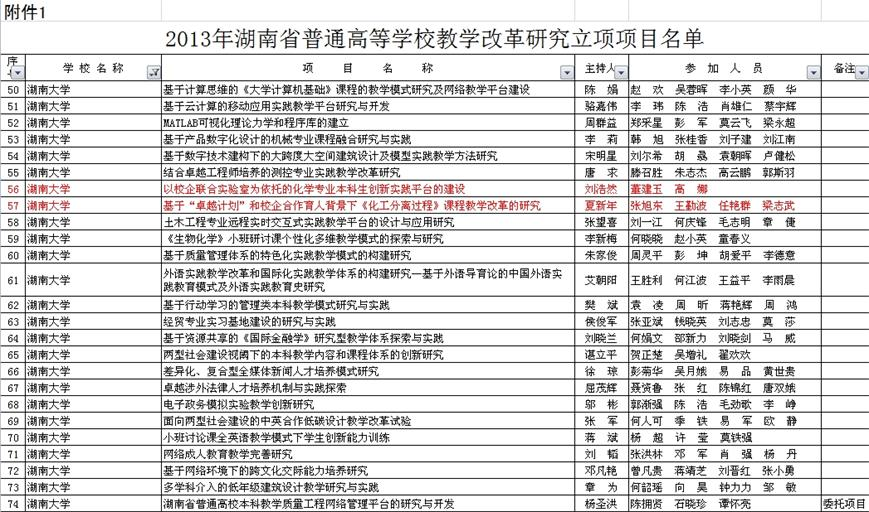 附件1
2013年湖南省普通高等学校教学改革研究立项项目名单
序号 学校名称 项目名称 主持人 参加人员 备注
50 湖南大学 基于计算思维的《大学计算机基础》课程的教学模式研究及网络教学平台建设 陈娟 赵欢 吴蓉晖 李小英 颜华
51 湖南大学 基于云计算的移动应用实践教学平台研究与开发 骆嘉伟 李玮 陈浩 肖雄仁 蔡宇辉
52 湖南大学 MATLAB可视化理论力学和程序库的建立 周群益 郑采星 彭军 莫云飞 梁永超
53 湖南大学 基于产品数字化设计的机械专业课程融合研究与实践 李莉 韩旭 张桂香 刘子建 刘江南
54 湖南大学 基于数字技术建构下的大跨度大空间建筑设计及模型实践教学方法研究 宋明星 刘尔希 胡骉 袁朝晖 卢健松
55 湖南大学 结合卓越工程师培养的测控专业实践教学改革研究 唐求 滕召胜 朱志杰 高云鹏 郭斯羽
56 湖南大学 以校企联合实验室为依托的化学专业本科生创新实践平台的建设 刘浩然 董建玉 高娜
57 湖南大学 基于“卓越计划”和校企合作育人背景下《化工分离过程》课程教学改革的研究 夏新年 张旭东 王勤波 任艳群 梁志武
58 湖南大学 土木工程专业远程实时交互式实践教学平台的设计与应用研究 张望喜 刘一江 何庆锋 毛志明 章倢
59 湖南大学 《生物化学》小班研讨课个性化多维教学模式的探索与研究 李新梅 何晓晓 赵小英 童春义
60 湖南大学 基于质量管理体系的特色化实践教学模式的构建 朱家俊 周灵平 彭坤 胡爱平 李德意
61 湖南大学 外语实践教学改革和国际化实践教学体系的构建研究—基于外语导育论的中国外语实
践教育模式及外语实践教育史研究 艾朝阳 王胜利 何江波 王益平 李雨晨
62 湖南大学 基于行动学习的管理类本科教学模式研究与实践 樊斌 袁凌 周昕 蒋艳辉 周鸿
63 湖南大学 经贸专业实习基地建设的研究与实践 侯俊军 张亚斌 钱晓英 刘志忠 莫莎
64 湖南大学 基于资源共享的《国际金融学》研究型教学体系探索与实践 刘晓兰 何娟文 邵新力 刘晓剑 马威
65 湖南大学 两型社会建设视阈下的本科教学内容和课程体系的创新研究 谌立平 贺正楚 吴增礼 翟欢欢
66 湖南大学 差异化、复合型全媒体新闻人才培养模式研究 徐琼 彭菊华 吴月娥 易品 黄世贵
67 湖南大学 卓越涉外法律人才培养机制与实践探索 屈茂辉 聂资鲁 张红 陈锦红 唐双娥
68 湖南大学 电子政务模拟实验教学创新研究 邬彬 郭渐强 陈浩 毛劲歌 李峥
69 湖南大学 面向两型社会建设的中英合作低碳设计教学改革试验 张军 何人可 季铁 易军 欧静
70 湖南大学 小班讨论课全英语教学模式下学生创新能力训练 蒋斌 杨超 许莹 莫铁强
71 湖南大学 网络成人教育教学完善研究 刘韬 张洪林 邓军 肖强 杨丹
72 湖南大学 基于网络环境下的跨文化交际能力培养研究 邓凡艳 曾凡贵 蒋靖芝 刘晋红 张小勇
73 湖南大学 多学科介入的低年级建筑设计教学研究与实践 章为 何韶瑶 向昊 钟力力 邹敏
74 湖南大学 湖南省普通高校本科教学质量工程网络管理平台的研究与开发 杨圣洪 陈拥贤 石晓珍 谭怀亮 委托项目